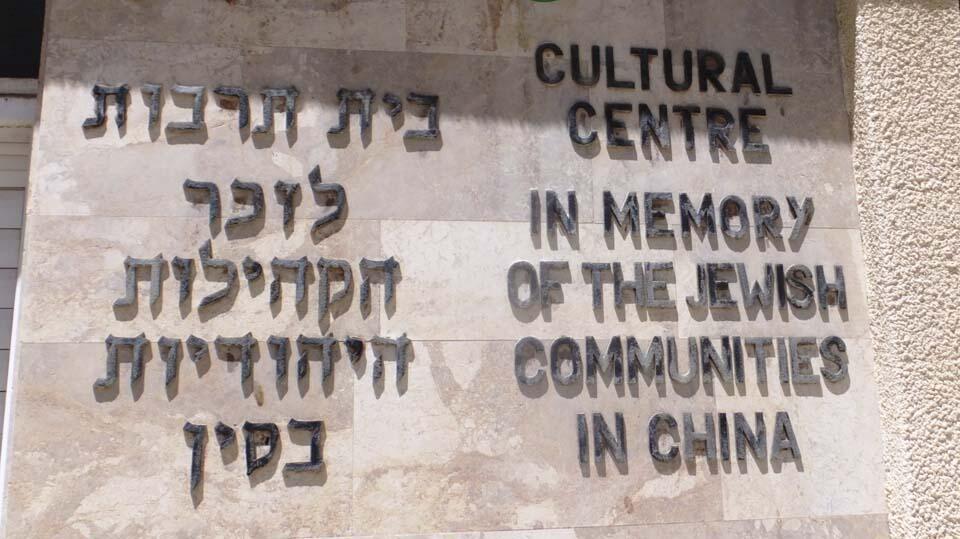 בית תרבות
לזכר
הקהילות
היהודיות
בסין
CULTURAL
CENTRE
IN MEMORY
OF THE JEWISH
COMMUNITIES
IN CHINA